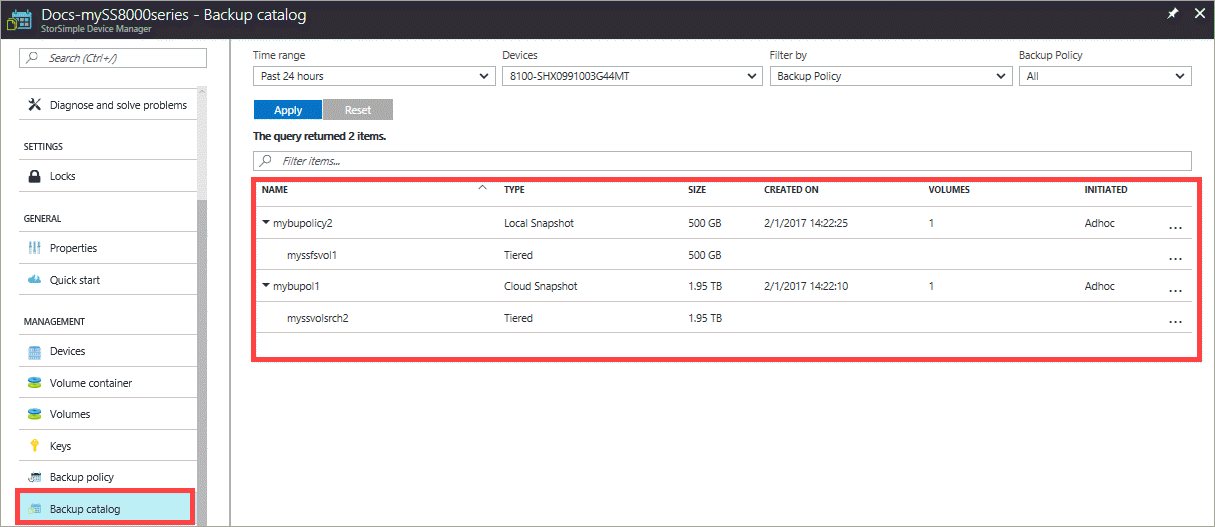 Docs-mySS8000series - Backup catalog
StorSimple Device Manager
Search (Ctrl+/)
Diagnose and solve problems
SETTINGS
Locks
GENERAL
Properties
Quick start
MANAGEMENT
Devices
Volume container
Volumes
Keys
Backup policy
Backup catalog
Time range Devices Filter by Backup Policy
Past 24 hours 8100-SHX0991003G44MT Backup Policy All
Apply Reset
The query returned 2 items.
Filter items...
NAME TYPE SIZE CREATED ON VOLUMES INITIATED
mybupolicy2 Local Snapshot 500 GB 2/1/2017 14:22:25 1 Adhoc ...
myssfsvol1 Tiered 500 GB ...
mybupol1 Cloud Snapshot 1.95 TB 2/1/2017 14:22:10 1 Adhoc ...
myssvolsrch2 Tiered 1.95 TB ...